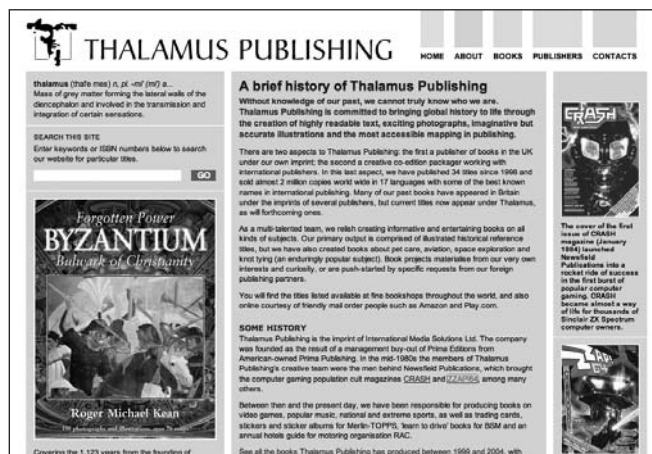 THALAMUS PUBLISHING
HOME ABOUT BOOKS PUBLISHERS CONTACTS
thalamus (thal'e mes) n, pl. -mi' (mi') a...
Mass of grey matter forming the lateral walls of the
diencephalon and involved in the transmission and
integration of certain sensations.
SEARCH THIS SITE
Enter keywords or ISBN numbers below to search
our website for particular titles.
GO
Forgotten Power
BYZANTIUM
Bulwark of Christianity
Roger Michael Kean
Covering the 1,123 years from the founding of
A brief history of Thalamus Publishing
Without knowledge of our past, we cannot truly know who we are.
Thalamus Publishing is committed to bringing global history to life through
the creation of highly readable text, exciting photographs, imaginative but
accurate illustrations and the most accessible mapping in publishing.
There are two aspects to Thalamus Publishing: the first a publisher of books in the UK
under our own imprint; the second a creative co-edition packager working with
international publishers. In this last aspect, we have published 34 titles since 1998 and
sold almost 2 million copies world wide in 17 languages with some of the best known
names in international publishing. Many of our past books have appeared in Britain
under the imprints of several publishers, but current titles now appear under Thalamus,
as will forthcoming ones.
As a multi-talented team, we relish creating informative and entertaining books on all
kinds of subjects. Our primary output is comprised of illustrated historical reference
titles, but we have also created books about pet care, aviation, space exploration and
knot tying (an enduringly popular subject). Book projects materialise from our very own
interests and curiosity, or are push-started by specific requests from our foreign
publishing partners.
You will find the titles listed available at fine bookshops throughout the world, and also
online courtesy of friendly mail order people such as Amazon and Play.com.
SOME HISTORY
Thalamus Publishing is the imprint of International Media Solutions Ltd. The company
was founded as the result of a management buy-out of Prima Editions from
American-owned Prima Publishing. In the mid-1980s the members of Thalamus
Publishing's creative team were the men behind Newsfield Publications, which brought
the computer gaming population cult magazines CRASH and ZZAP!64, among many
others.
Between then and the present day, we have been responsible for producing books on
video games, popular music, national and extreme sports, as well as trading cards,
stickers and sticker albums for Merlin-TOPPS, 'learn to drive' books for BSM and an
annual hotels guide for motoring organisation RAC.
See all the books Thalamus Publishing has produced between 1999 and 2004, with
CRASH
The cover of the first
issue of CRASH
magazine (January
1984) launched
Newsfield
Publications into a
rocket ride of success
in the first burst of
popular computer
gaming. CRASH
became almost a way
of life for thousands of
Sinclair ZX Spectrum
computer owners.